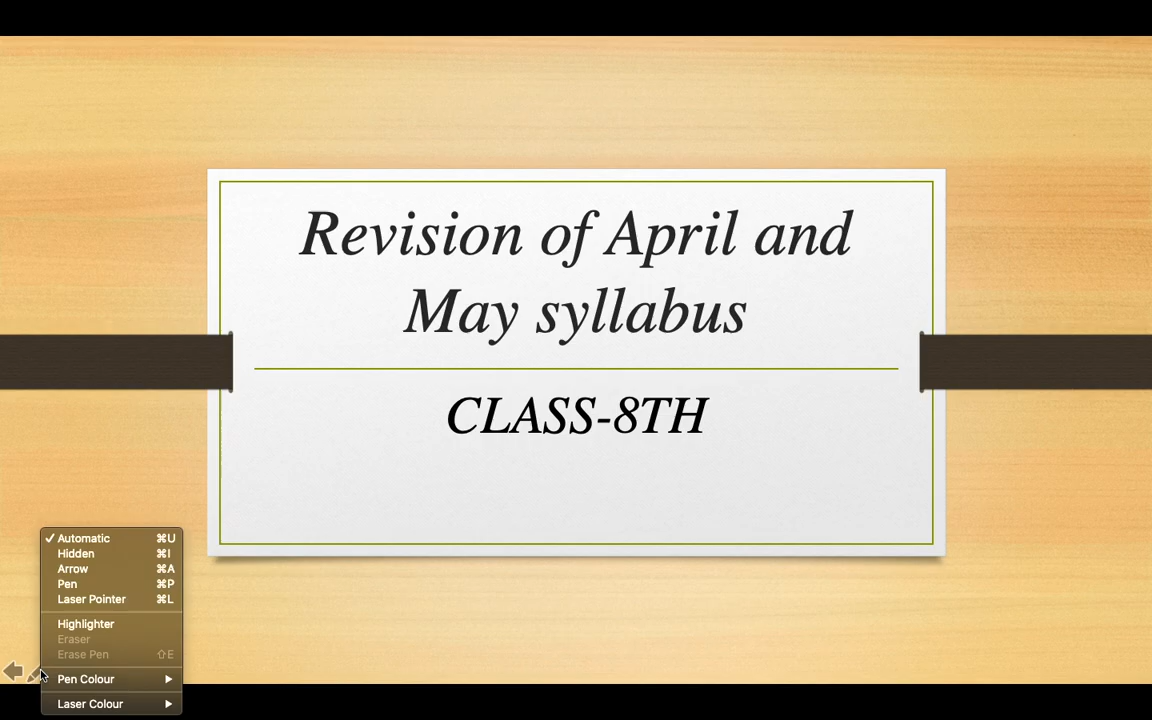 Revision of April and
May syllabus
CLASS-8TH
✓ Automatic ⌘U
Hidden ⌘I
Arrow ⌘A
Pen ⌘P
Laser Pointer ⌘L
Highlighter
Eraser
Erase Pen ⇧E
Pen Colour ▶
Laser Colour ▶